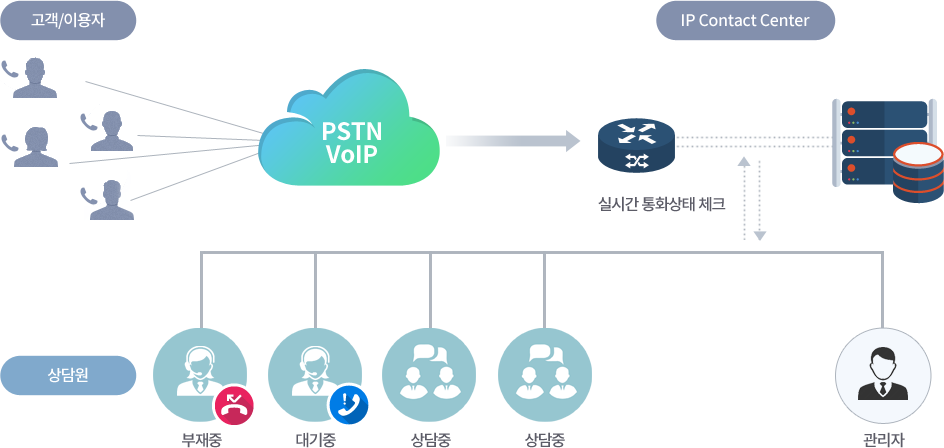 고객/이용자
IP Contact Center
PSTN
VoIP
실시간 통화상태 체크
상담원
부재중
대기중
상담중
상담중
관리자